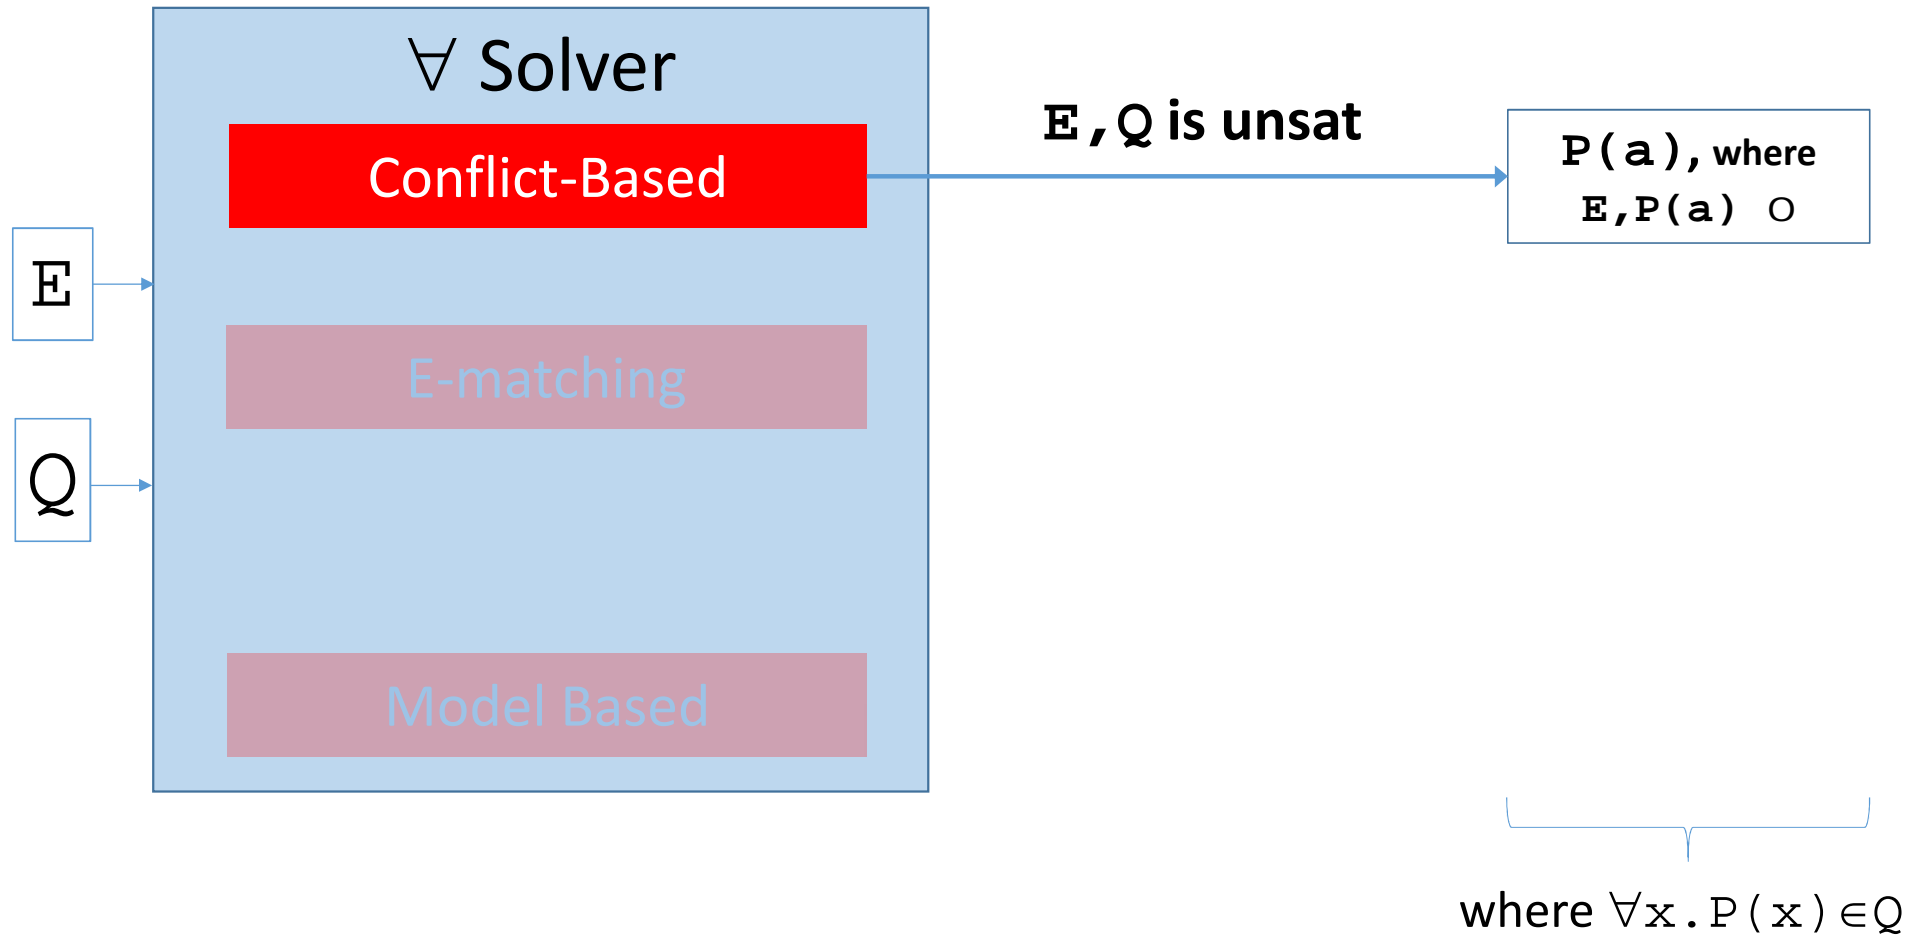 ∀ Solver
Conflict-Based
E,Q is unsat
P(a), where
E,P(a) O
E
E-matching
Q
Model Based
where ∀x.P(x)∈Q